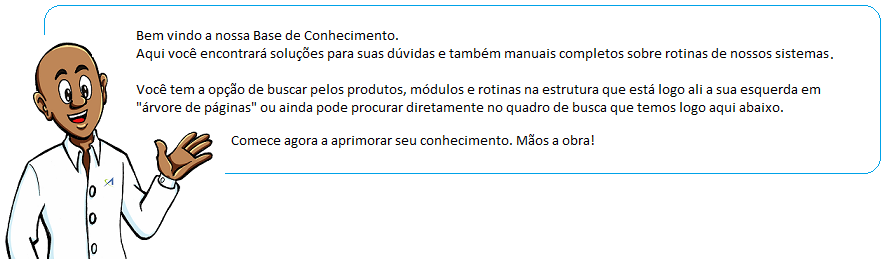 Bem vindo a nossa Base de Conhecimento.
Aqui você encontrará soluções para suas dúvidas e também manuais completos sobre rotinas de nossos sistemas.
Você tem a opção de buscar pelos produtos, módulos e rotinas na estrutura que está logo ali a sua esquerda em
"árvore de páginas" ou ainda pode procurar diretamente no quadro de busca que temos logo aqui abaixo.
Comece agora a aprimorar seu conhecimento. Mãos a obra!